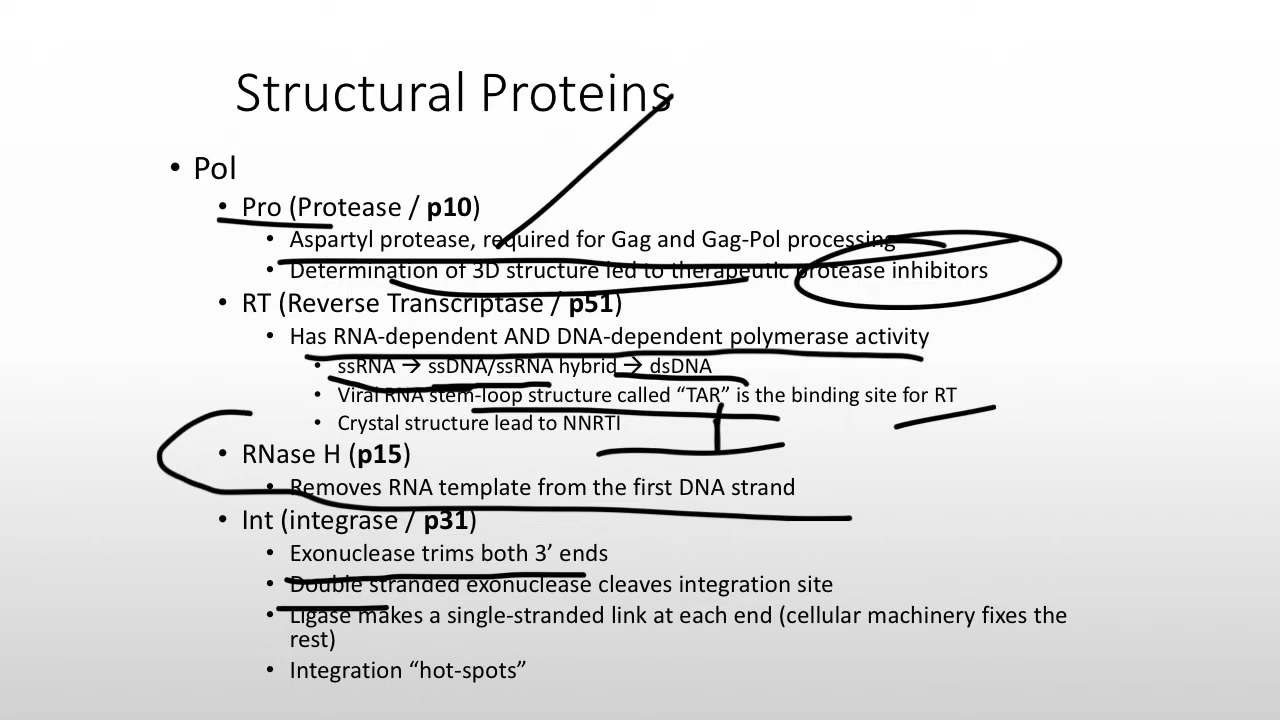 Structural Proteins
• Pol
• Pro (Protease / p10)
• Aspartyl protease, required for Gag and Gag-Pol processing
• Determination of 3D structure led to therapeutic protease inhibitors
• RT (Reverse Transcriptase / p51)
• Has RNA-dependent AND DNA-dependent polymerase activity
• ssRNA → ssDNA/ssRNA hybrid → dsDNA
• Viral RNA stem-loop structure called “TAR” is the binding site for RT
• Crystal structure lead to NNRTI
• RNase H (p15)
• Removes RNA template from the first DNA strand
• Int (integrase / p31)
• Exonuclease trims both 3’ ends
• Double stranded exonuclease cleaves integration site
• Ligase makes a single-stranded link at each end (cellular machinery fixes the
rest)
• Integration “hot-spots”